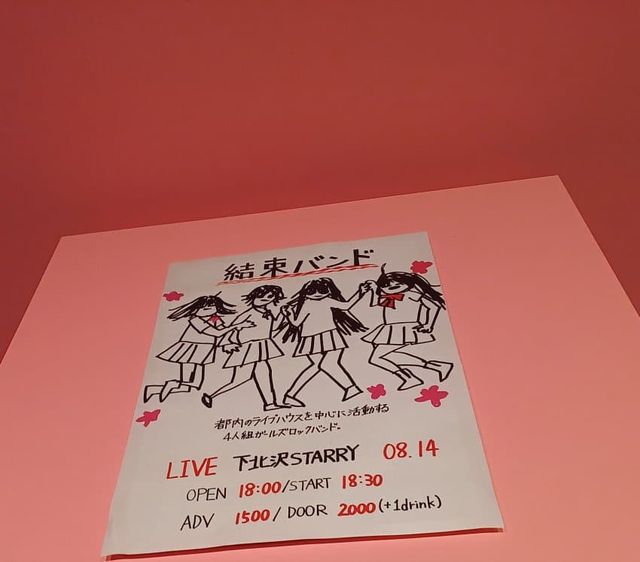 結束バンド
都内のライブハウスを中心に活動する
4人組ガールズロックバンド。
LIVE 下北沢STARRY 08.14
OPEN 18:00/START 18:30
ADV 1500/DOOR 2000(+1drink)